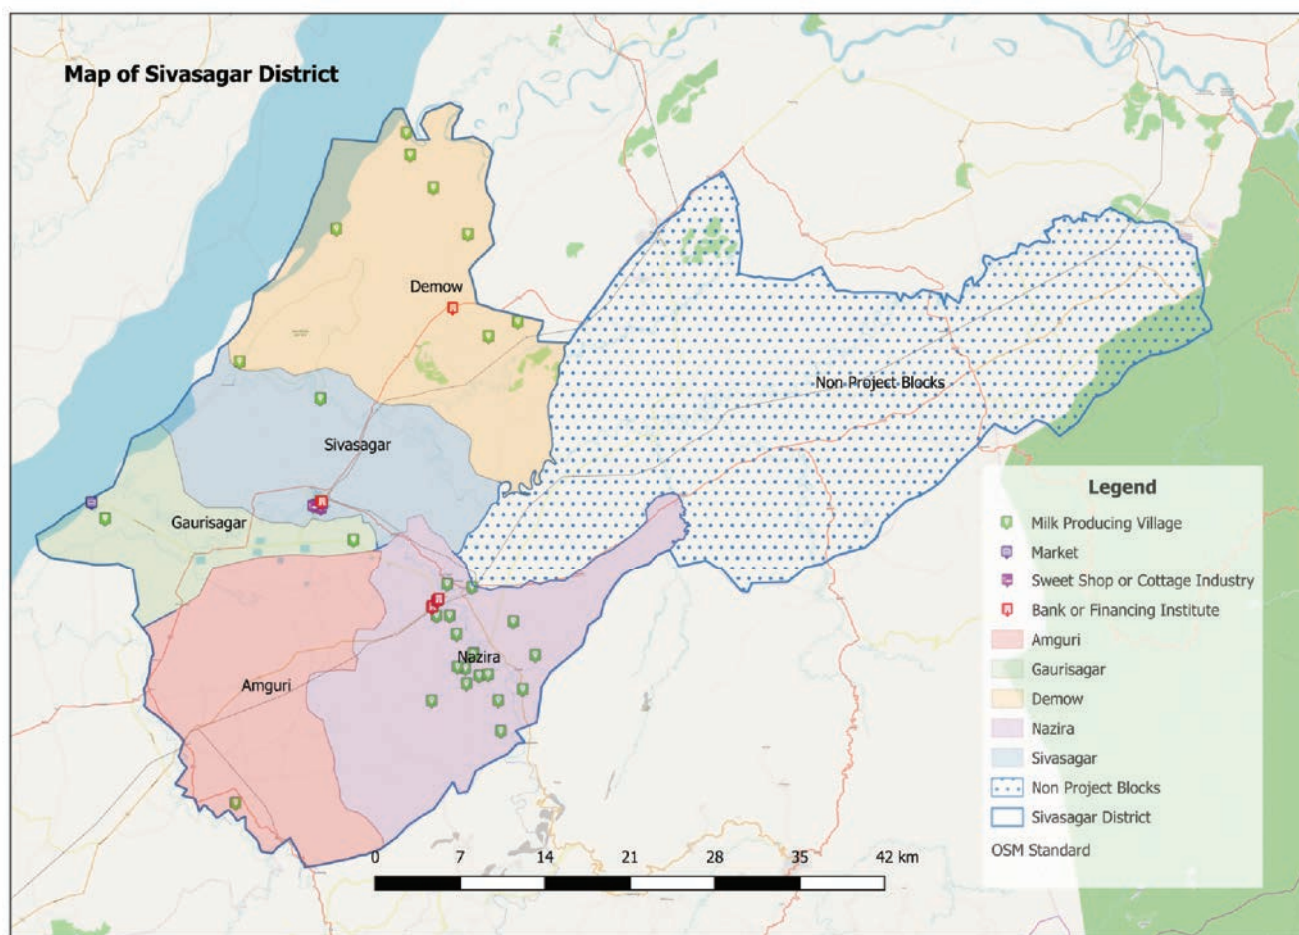 Map of Sivasagar District
Demow
Non Project Blocks
Sivasagar
Gaurisagar
Nazira
Amguri
Legend
Milk Producing Village
Market
Sweet Shop or Cottage Industry
Bank or Financing Institute
Amguri
Gaurisagar
Demow
Nazira
Sivasagar
Non Project Blocks
Sivasagar District
OSM Standard
0 7 14 21 28 35 42 km